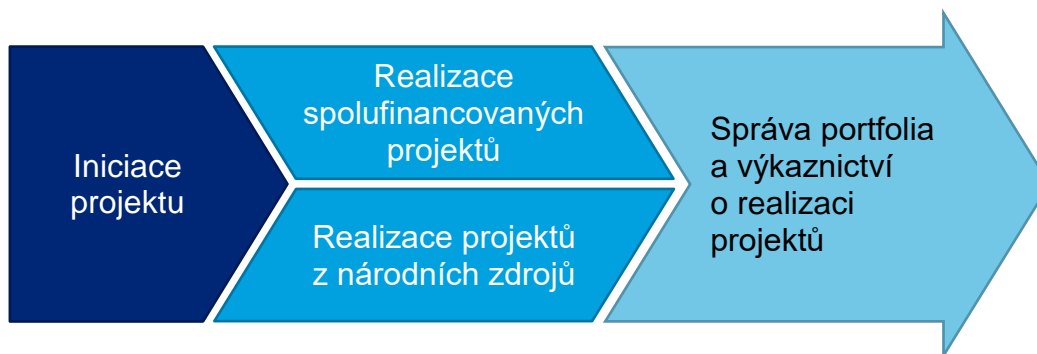 Iniciace
projektu
Realizace
spolufinancovaných
projektů
Realizace projektů
z národních zdrojů
Správa portfolia
a výkaznictví
o realizaci
projektů